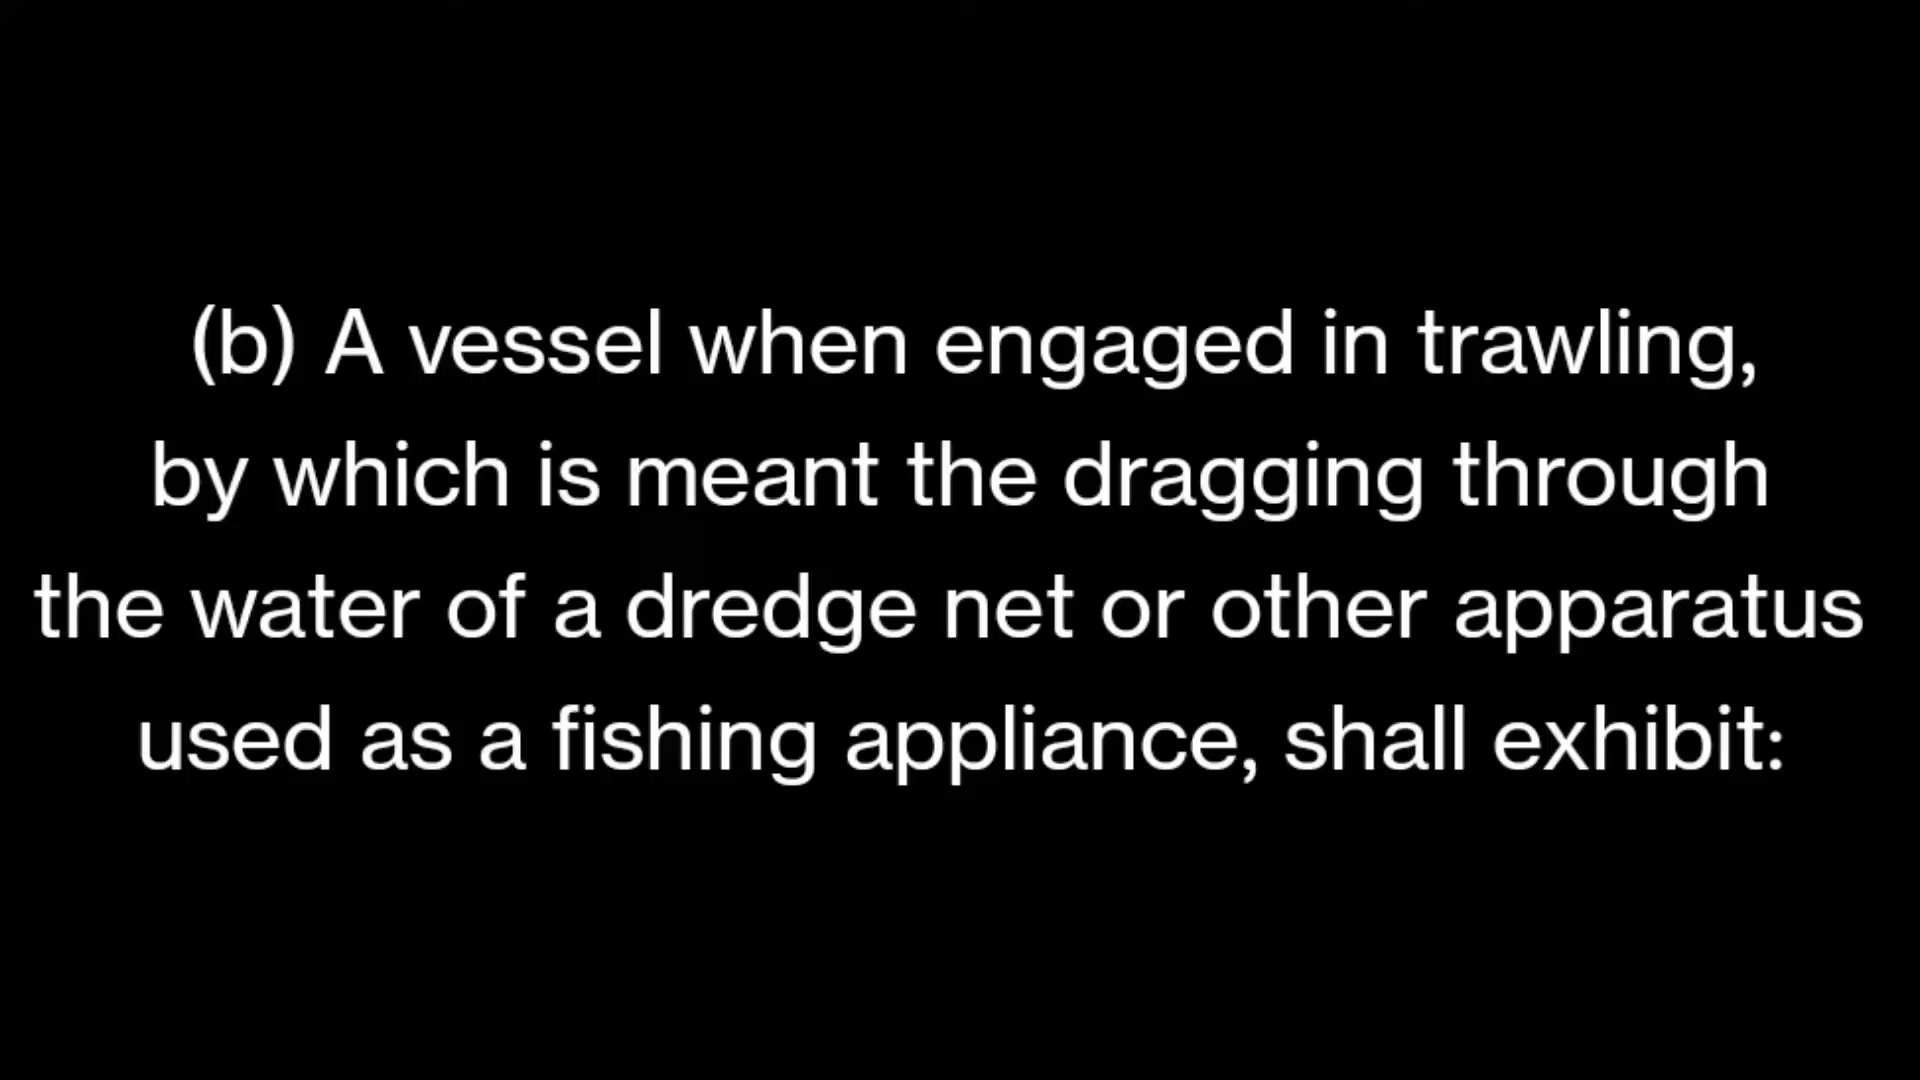 (b) A vessel when engaged in trawling,
by which is meant the dragging through
the water of a dredge net or other apparatus
used as a fishing appliance, shall exhibit: